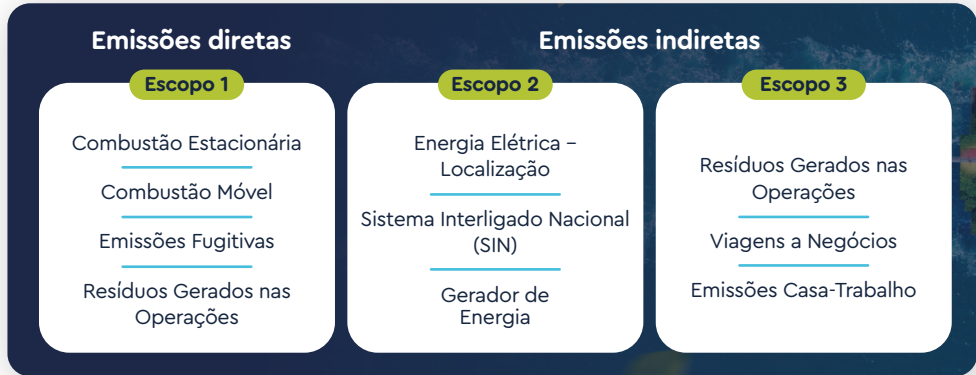 Emissões diretas
Emissões indiretas
Escopo 1
Combustão Estacionária
Combustão Móvel
Emissões Fugitivas
Resíduos Gerados nas
Operações
Escopo 2
Energia Elétrica –
Localização
Sistema Interligado Nacional
(SIN)
Gerador de
Energia
Escopo 3
Resíduos Gerados nas
Operações
Viagens a Negócios
Emissões Casa-Trabalho